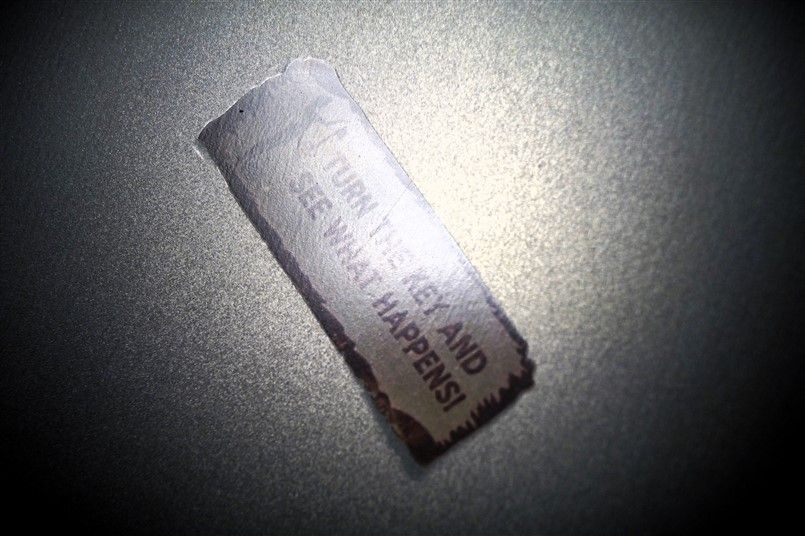 TURN THE KEY AND
SEE WHAT HAPPENS!